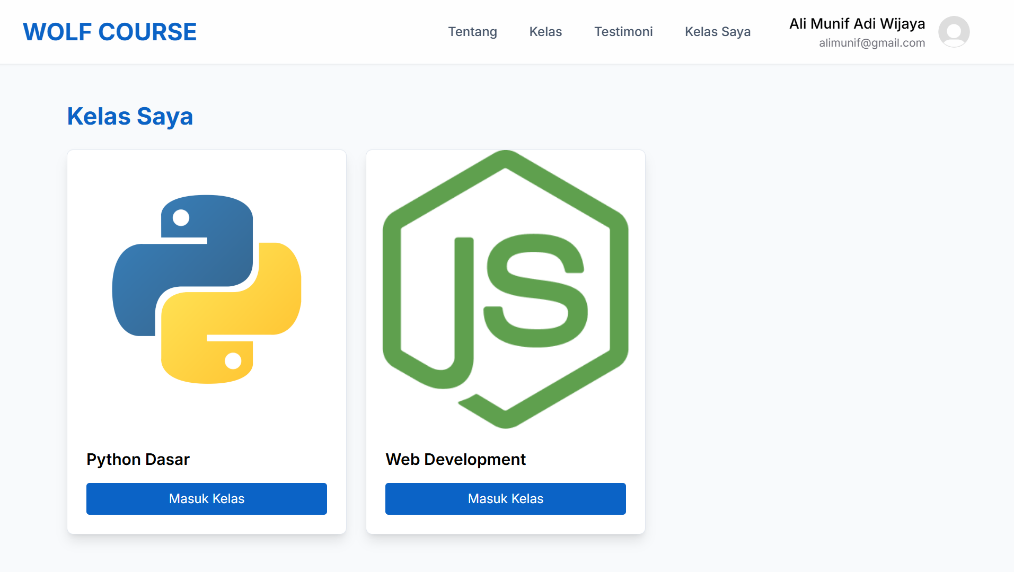 WOLF COURSE
Tentang
Kelas
Testimoni
Kelas Saya
Ali Munif Adi Wijaya
alimunif@gmail.com
Kelas Saya
JS
Python Dasar
Web Development
Masuk Kelas
Masuk Kelas